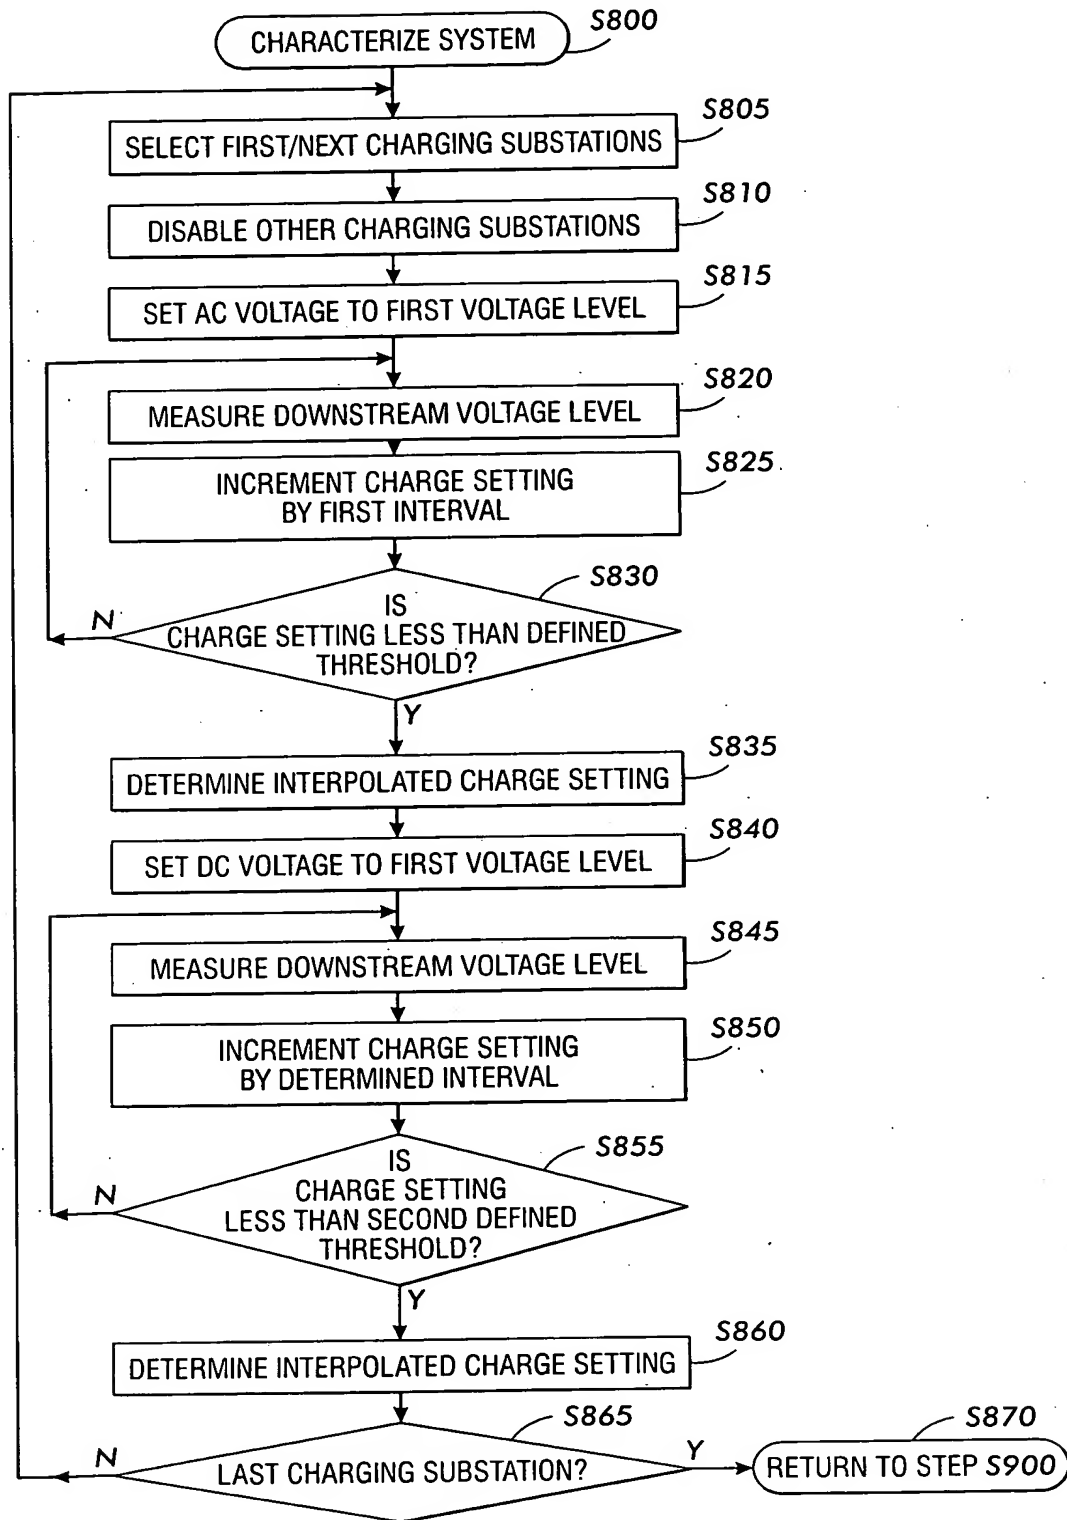 CHARACTERIZE SYSTEM
S800
SELECT FIRST/NEXT CHARGING SUBSTATIONS
S805
DISABLE OTHER CHARGING SUBSTATIONS
S810
SET AC VOLTAGE TO FIRST VOLTAGE LEVEL
S815
MEASURE DOWNSTREAM VOLTAGE LEVEL
S820
INCREMENT CHARGE SETTING
BY FIRST INTERVAL
S825
IS
CHARGE SETTING LESS THAN DEFINED
THRESHOLD?
S830
N
Y
DETERMINE INTERPOLATED CHARGE SETTING
S835
SET DC VOLTAGE TO FIRST VOLTAGE LEVEL
S840
MEASURE DOWNSTREAM VOLTAGE LEVEL
S845
INCREMENT CHARGE SETTING
BY DETERMINED INTERVAL
S850
IS
CHARGE SETTING
LESS THAN SECOND DEFINED
THRESHOLD?
S855
N
Y
DETERMINE INTERPOLATED CHARGE SETTING
S860
LAST CHARGING SUBSTATION?
S865
N
Y
RETURN TO STEP S900
S870